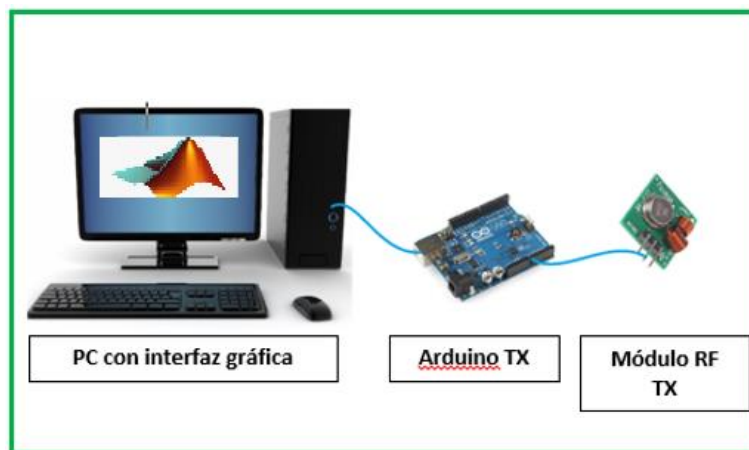 PC con interfaz gráfica
Arduino TX
Módulo RF
TX